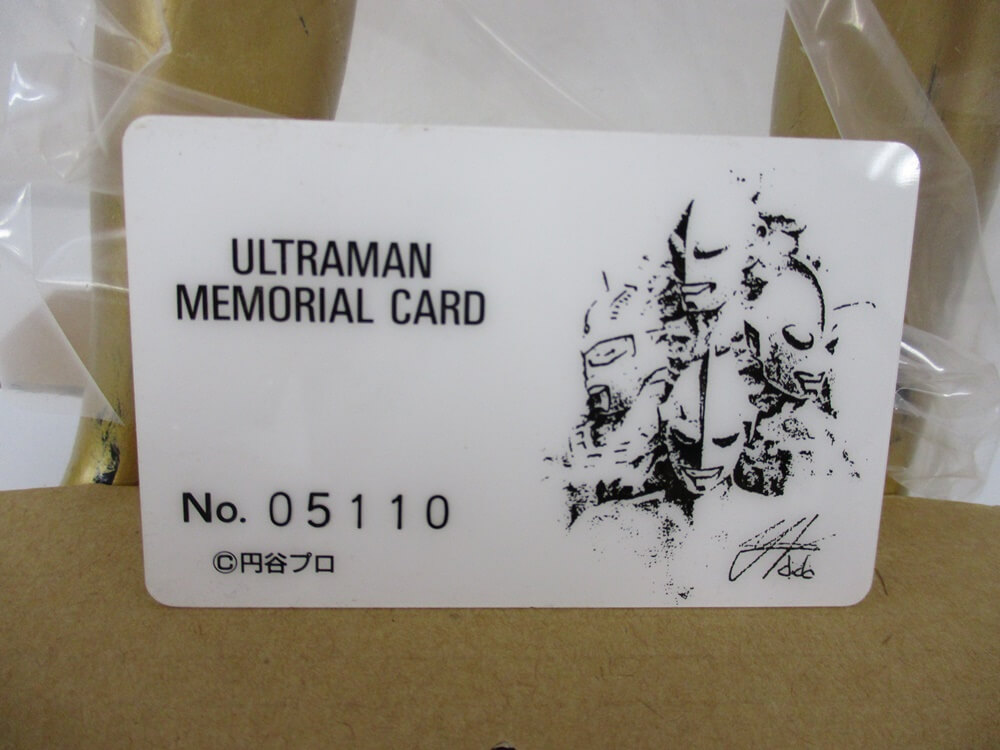 ULTRAMAN
MEMORIAL CARD
No. 05110
©円谷プロ